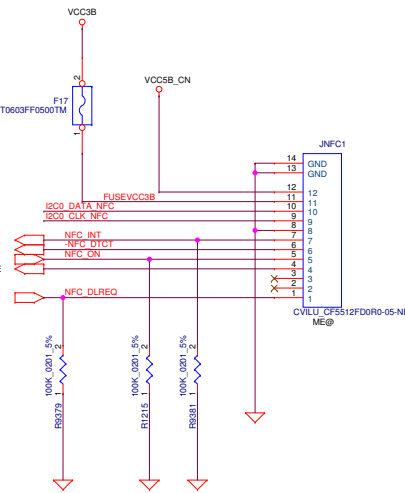 VCC3B
VCC5B_CN
2
F17
T0603FF0500TM
1
JNFC1
14 GND
13 GND
12 12
FUSEVCC3B 11 11
I2C0_DATA_NFC 10 10
I2C0_CLK_NFC 9 9
8 8
NFC_INT 7 7
-NFC_DTCT 6 6
NFC_ON 5 5
4 4
3 3
2 2
NFC_DLREQ 1 1
CVILU_CF5512FD0R0-05-NH
ME@
100K_0201_5% 2
R9379 1
100K_0201_5% 2
R1215 1
100K_0201_5% 2
R9381 1